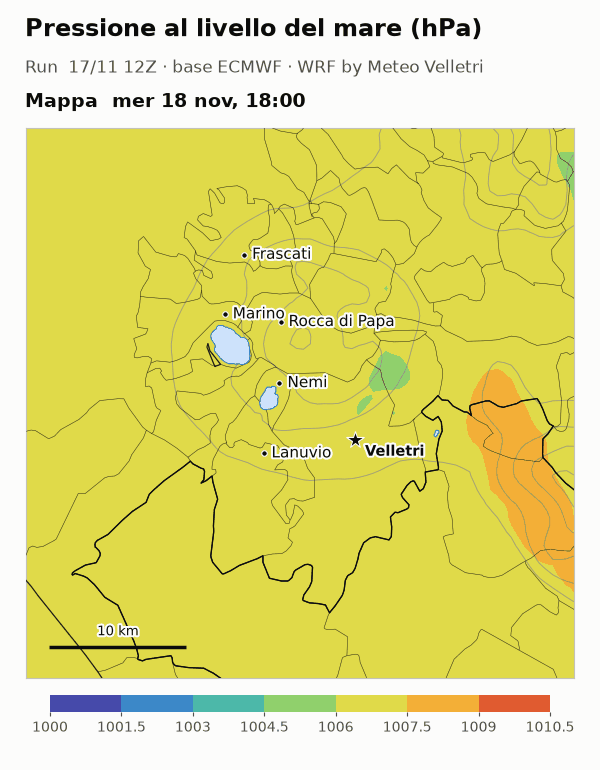 Pressione al livello del mare (hPa)
Run  17/11 12Z · base ECMWF · WRF by Meteo Velletri
Mappa  mer 18 nov, 18:00
Frascati
Marino
Rocca di Papa
Nemi
Velletri
Lanuvio
10 km
1000 1001.5 1003 1004.5 1006 1007.5 1009 1010.5